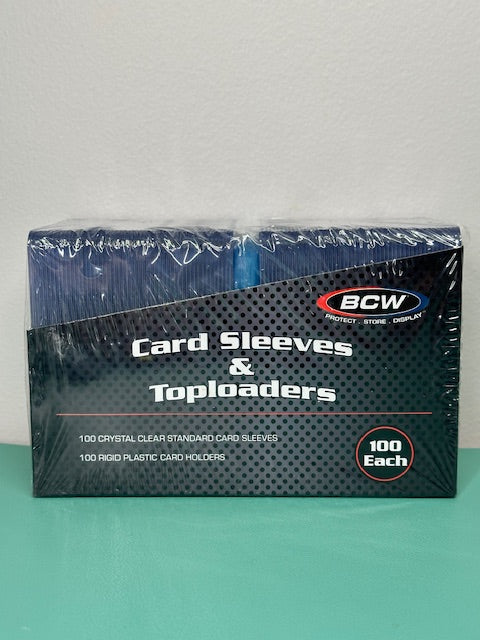 BCW
PROTECT . STORE . DISPLAY
Card Sleeves
&
Toploaders
100 CRYSTAL CLEAR STANDARD CARD SLEEVES
100 RIGID PLASTIC CARD HOLDERS
100
Each